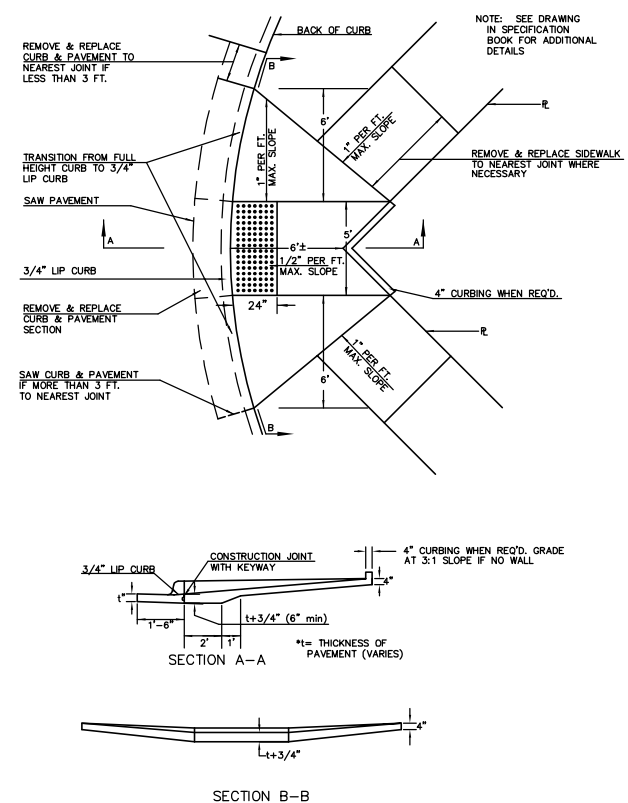 NOTE: SEE DRAWING
IN SPECIFICATION
BOOK FOR ADDITIONAL
DETAILS
BACK OF CURB
REMOVE & REPLACE
CURB & PAVEMENT TO
NEAREST JOINT IF
LESS THAN 3 FT.
B
6'
1" PER FT.
MAX. SLOPE
1" PER FT.
MAX. SLOPE
PL
REMOVE & REPLACE SIDEWALK
TO NEAREST JOINT WHERE
NECESSARY
TRANSITION FROM FULL
HEIGHT CURB TO 3/4"
LIP CURB
SAW PAVEMENT
A
6'±
5'
A
1/2" PER FT.
MAX. SLOPE
3/4" LIP CURB
24"
4" CURBING WHEN REQ'D.
REMOVE & REPLACE
CURB & PAVEMENT
SECTION
PL
1" PER FT.
MAX. SLOPE
6'
SAW CURB & PAVEMENT
IF MORE THAN 3 FT.
TO NEAREST JOINT
B
CONSTRUCTION JOINT
WITH KEYWAY
4" CURBING WHEN REQ'D. GRADE
AT 3:1 SLOPE IF NO WALL
3/4" LIP CURB
4"
t"
t+3/4" (6" min)
1'-6"
2'
1'
*t= THICKNESS OF
PAVEMENT (VARIES)
SECTION A-A
4"
t+3/4"
SECTION B-B